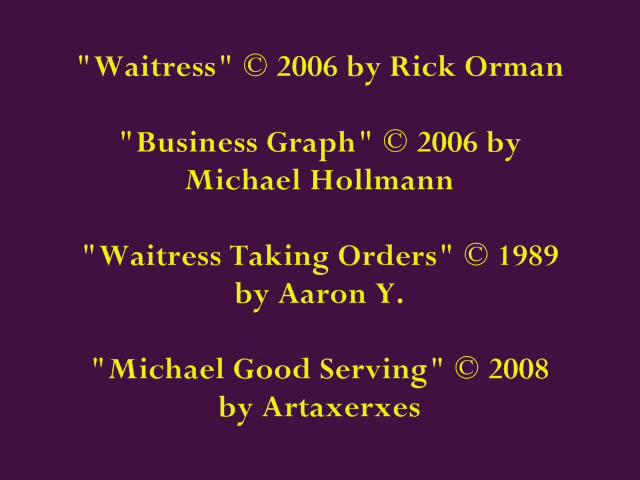 "Waitress" © 2006 by Rick Orman
"Business Graph" © 2006 by
Michael Hollmann
"Waitress Taking Orders" © 1989
by Aaron Y.
"Michael Good Serving" © 2008
by Artaxerxes